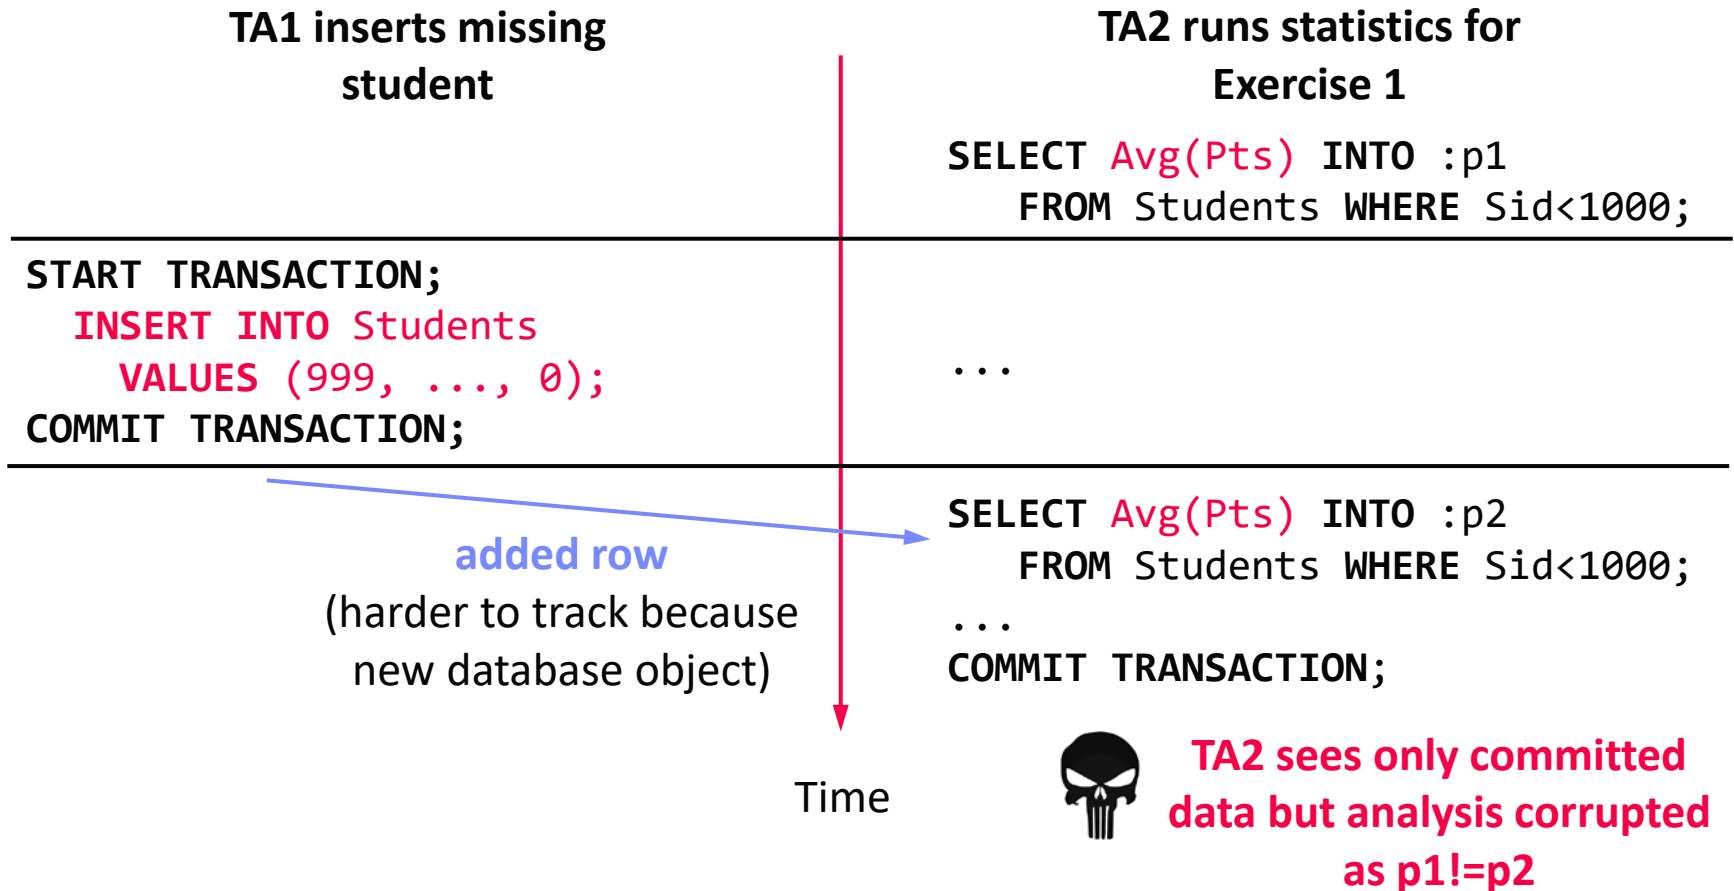 TA1 inserts missing
student
TA2 runs statistics for
Exercise 1
SELECT Avg(Pts) INTO :p1
FROM Students WHERE Sid<1000;
START TRANSACTION;
INSERT INTO Students
VALUES (999, ..., 0);
COMMIT TRANSACTION;
...
added row
(harder to track because
new database object)
SELECT Avg(Pts) INTO :p2
FROM Students WHERE Sid<1000;
...
COMMIT TRANSACTION;
Time
TA2 sees only committed
data but analysis corrupted
as p1!=p2